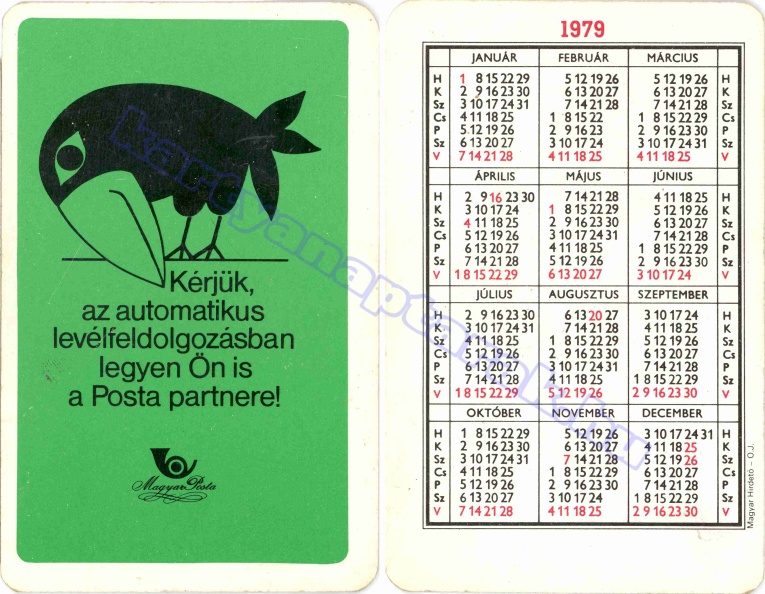 Kérjük,
az automatikus
levélfeldolgozásban
legyen Ön is
a Posta partnere!
Magyar Posta
1979
JANUÁR FEBRUÁR MÁRCIUS
H 1 8 15 22 29 5 12 19 26 5 12 19 26 H
K 2 9 16 23 30 6 13 20 27 6 13 20 27 K
Sz 3 10 17 24 31 7 14 21 28 7 14 21 28 Sz
Cs 4 11 18 25 1 8 15 22 1 8 15 22 29 Cs
P 5 12 19 26 2 9 16 23 2 9 16 23 30 P
Sz 6 13 20 27 3 10 17 24 3 10 17 24 31 Sz
V 7 14 21 28 4 11 18 25 4 11 18 25 V
ÁPRILIS MÁJUS JÚNIUS
H 2 9 16 23 30 7 14 21 28 4 11 18 25 H
K 3 10 17 24 1 8 15 22 29 5 12 19 26 K
Sz 4 11 18 25 2 9 16 23 30 6 13 20 27 Sz
Cs 5 12 19 26 3 10 17 24 31 7 14 21 28 Cs
P 6 13 20 27 4 11 18 25 1 8 15 22 29 P
Sz 7 14 21 28 5 12 19 26 2 9 16 23 30 Sz
V 1 8 15 22 29 6 13 20 27 3 10 17 24 V
JÚLIUS AUGUSZTUS SZEPTEMBER
H 2 9 16 23 30 6 13 20 27 3 10 17 24 H
K 3 10 17 24 31 7 14 21 28 4 11 18 25 K
Sz 4 11 18 25 1 8 15 22 29 5 12 19 26 Sz
Cs 5 12 19 26 2 9 16 23 30 6 13 20 27 Cs
P 6 13 20 27 3 10 17 24 31 7 14 21 28 P
Sz 7 14 21 28 4 11 18 25 1 8 15 22 29 Sz
V 1 8 15 22 29 5 12 19 26 2 9 16 23 30 V
OKTÓBER NOVEMBER DECEMBER
H 1 8 15 22 29 5 12 19 26 3 10 17 24 31 H
K 2 9 16 23 30 6 13 20 27 4 11 18 25 K
Sz 3 10 17 24 31 7 14 21 28 5 12 19 26 Sz
Cs 4 11 18 25 1 8 15 22 29 6 13 20 27 Cs
P 5 12 19 26 2 9 16 23 30 7 14 21 28 P
Sz 6 13 20 27 3 10 17 24 1 8 15 22 29 Sz
V 7 14 21 28 4 11 18 25 2 9 16 23 30 V
Magyar Hirdető – O.J.
kartyanaptarak.hu